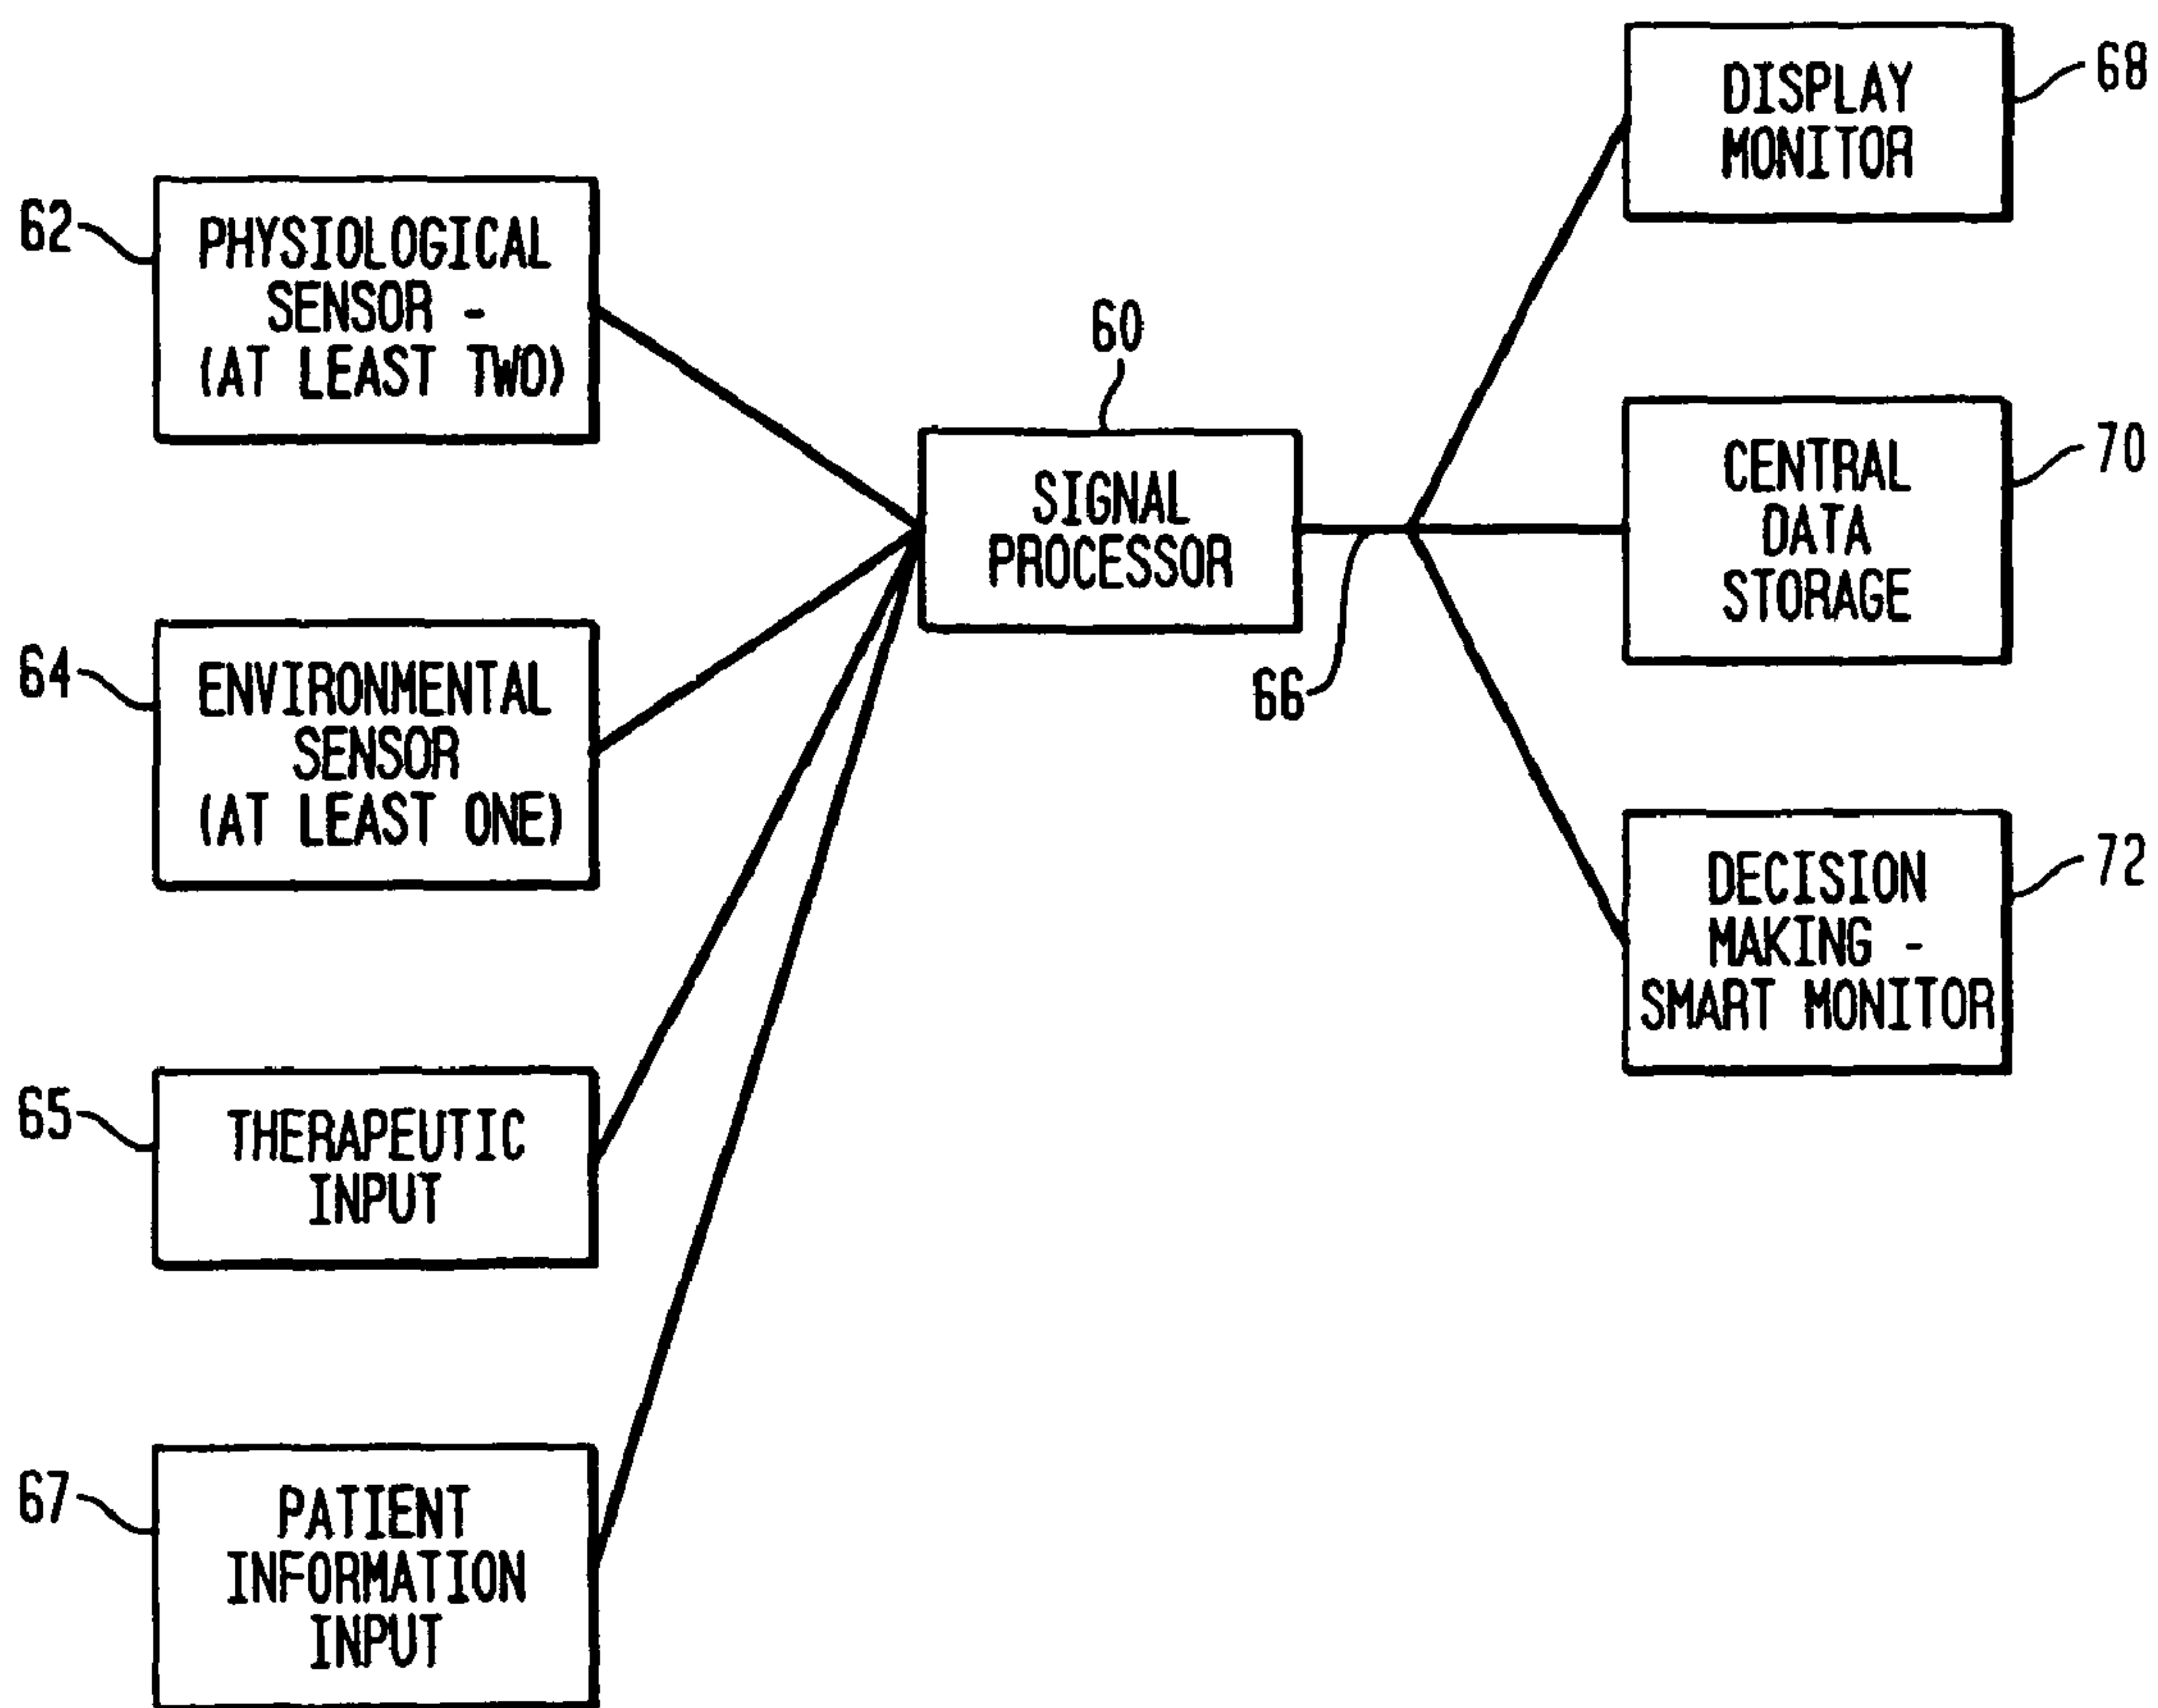 62
PHYSIOLOGICAL
SENSOR -
(AT LEAST TWO)
64
ENVIRONMENTAL
SENSOR
(AT LEAST ONE)
65
THERAPEUTIC
INPUT
67
PATIENT
INFORMATION
INPUT
60
SIGNAL
PROCESSOR
66
DISPLAY
MONITOR
68
CENTRAL
DATA
STORAGE
70
DECISION
MAKING -
SMART MONITOR
72